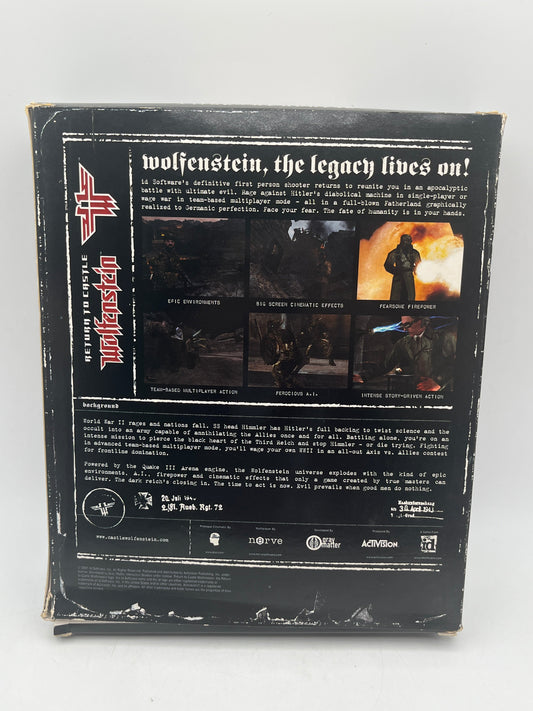 RETURN TO CASTLE
Wolfenstein
wolfenstein, the legacy lives on!
id Software's definitive first person shooter returns to reunite you in an apocalyptic
battle with ultimate evil. Rage against Hitler's diabolical machine in single-player or
wage war in team-based multiplayer mode - all in a full-blown Fatherland graphically
realized to Germanic perfection. Face your fear. The fate of humanity is in your hands.
EPIC ENVIRONMENTS
BIG SCREEN CINEMATIC EFFECTS
FEARSOME FIREPOWER
TEAM-BASED MULTIPLAYER ACTION
FEROCIOUS A.I.
INTENSE STORY-DRIVEN ACTION
background
World War II rages and nations fall. SS head Himmler has Hitler's full backing to twist science and the
occult into an army capable of annihilating the Allies once and for all. Battling alone, you're on an
intense mission to pierce the black heart of the Third Reich and stop Himmler - or die trying. Fighting
in advanced team-based multiplayer mode, you'll wage your own WWII in an all-out Axis vs. Allies contest
for frontline domination.
Powered by the Quake III Arena engine, the Wolfenstein universe explodes with the kind of epic
environments, A.I., firepower and cinematic effects that only a game created by true masters can
deliver. The dark reich's closing in. The time to act is now. Evil prevails when good men do nothing.
20. Juli 194
www.castlewolfenstein.com
nerve
gray matter
ACTIVISION
id